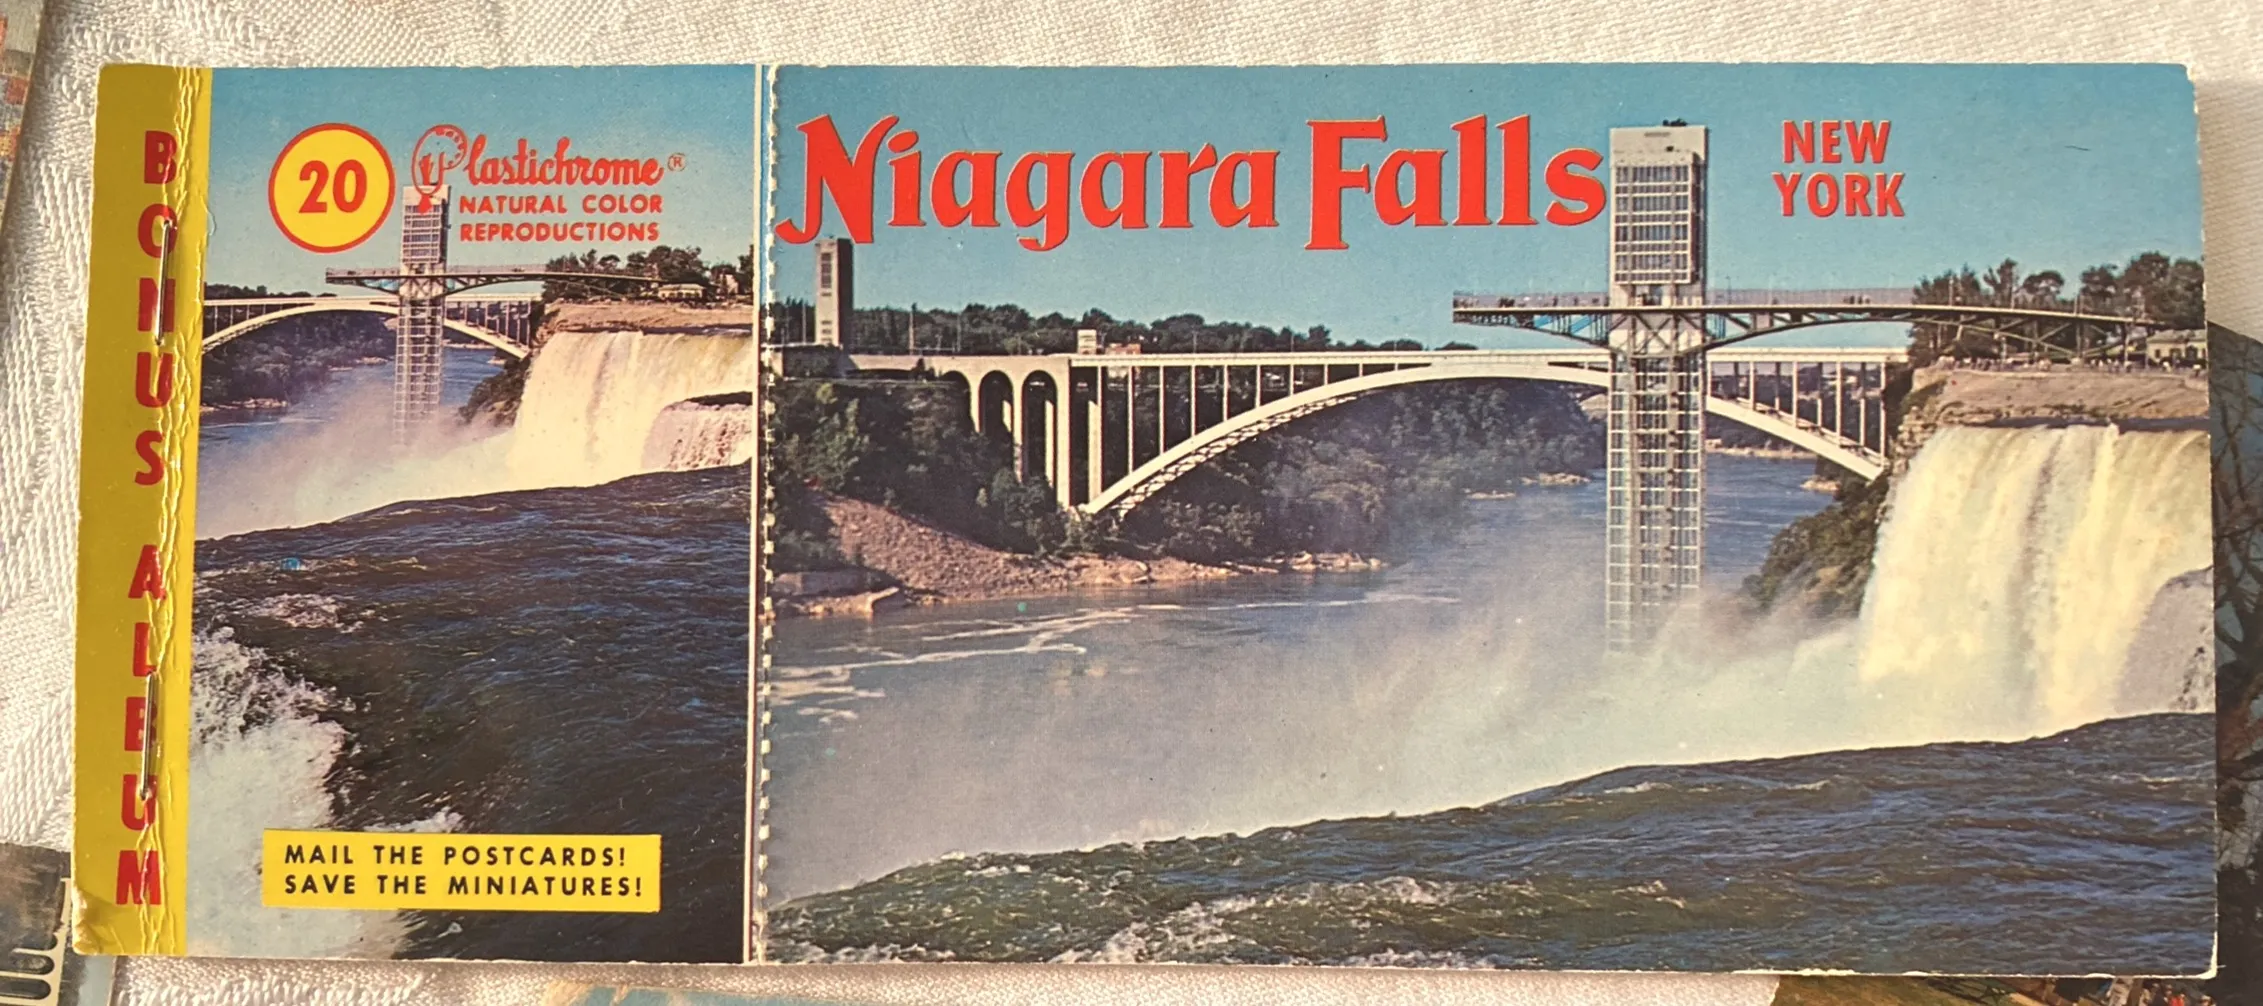 BONUS ALBUM
20
Plastichrome®
NATURAL COLOR
REPRODUCTIONS
MAIL THE POSTCARDS!
SAVE THE MINIATURES!
Niagara Falls
NEW
YORK